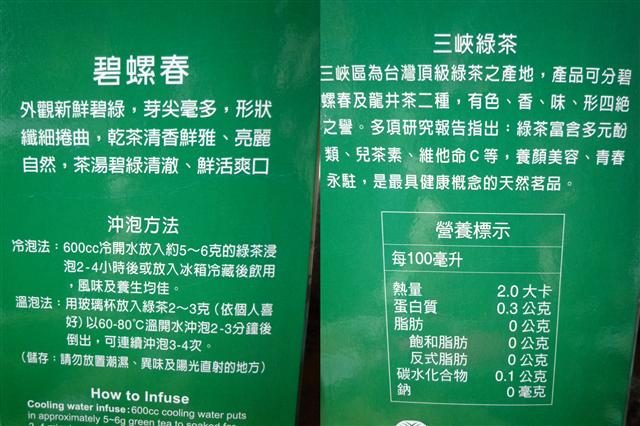 碧螺春
外觀新鮮碧綠，芽尖毫多，形狀
纖細捲曲，乾茶清香鮮雅、亮麗
自然，茶湯碧綠清澈、鮮活爽口
沖泡方法
冷泡法：600cc冷開水放入約5～6克的綠茶浸
泡2-4小時後或放入冰箱冷藏後飲用
，風味及養生均佳。
溫泡法：用玻璃杯放入綠茶2～3克（依個人喜
好）以60-80℃溫開水沖泡2-3分鐘後
倒出，可連續沖泡3-4次。
（儲存：請勿放置潮濕、異味及陽光直射的地方）
How to Infuse
Cooling water infuse: 600cc cooling water puts
in approximately 5~6g green tea to soaked for
三峽綠茶
三峽區為台灣頂級綠茶之產地，產品可分碧
螺春及龍井茶二種，有色、香、味、形四絕
之譽。多項研究報告指出：綠茶富含多元酚
類、兒茶素、維他命C等，養顏美容、青春
永駐，是最具健康概念的天然茗品。
營養標示
每100毫升
熱量 2.0 大卡
蛋白質 0.3 公克
脂肪 0 公克
飽和脂肪 0 公克
反式脂肪 0 公克
碳水化合物 0.1 公克
鈉 0 毫克